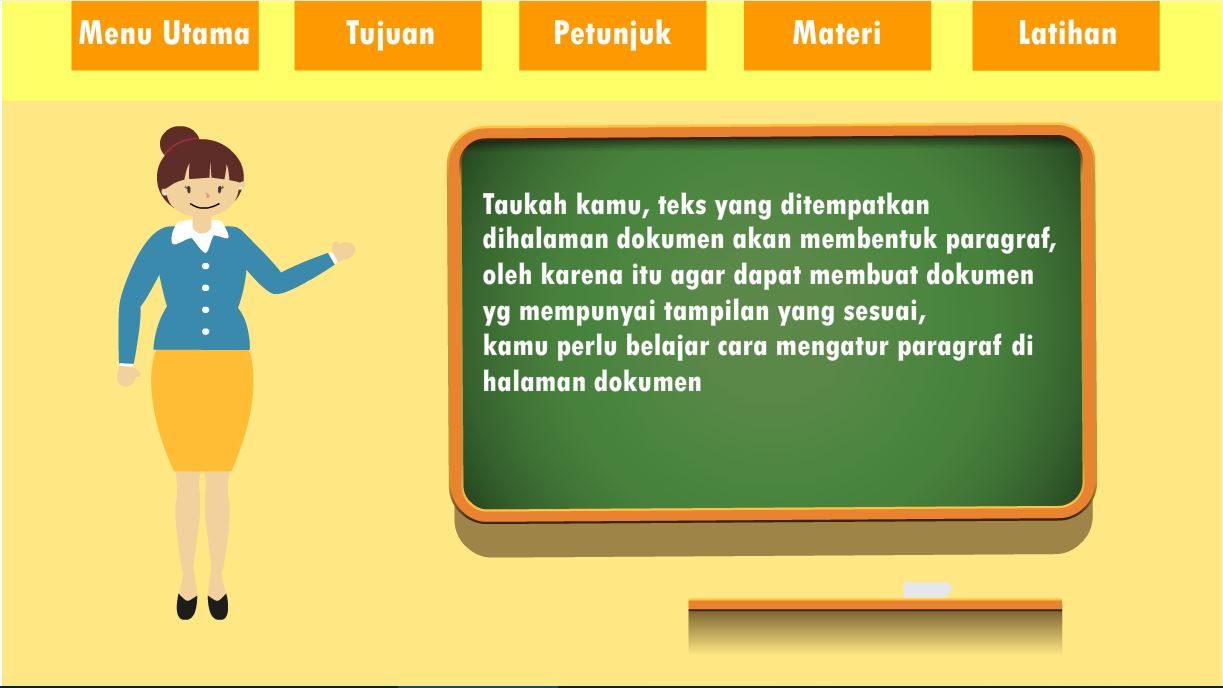 Menu Utama
Tujuan
Petunjuk
Materi
Latihan
Taukah kamu, teks yang ditempatkan
dihalaman dokumen akan membentuk paragraf,
oleh karena itu agar dapat membuat dokumen
yg mempunyai tampilan yang sesuai,
kamu perlu belajar cara mengatur paragraf di
halaman dokumen